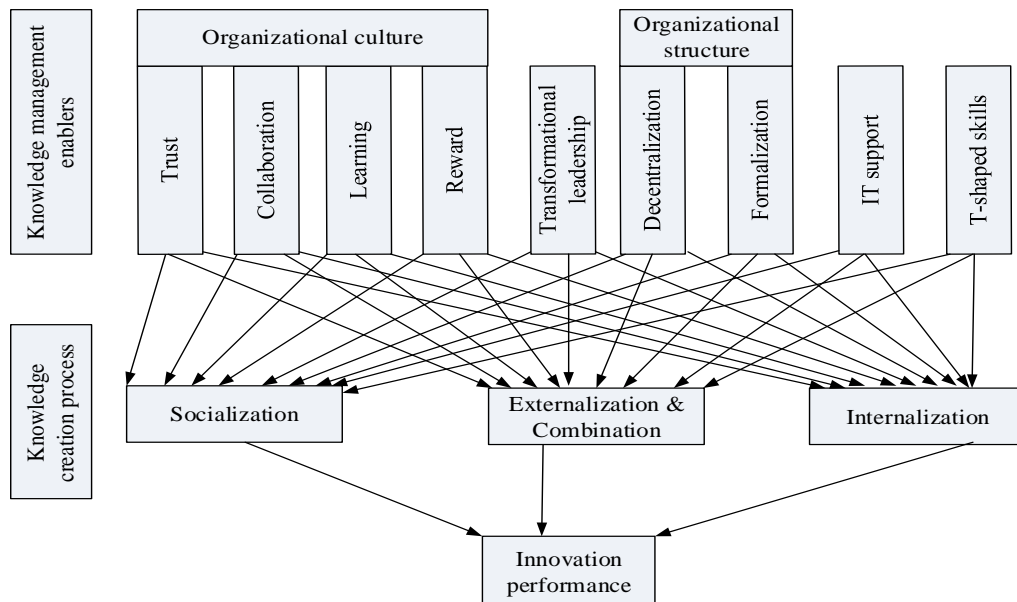 Knowledge management
enablers
Organizational culture
Organizational
structure
Trust
Collaboration
Learning
Reward
Transformational
leadership
Decentralization
Formalization
IT support
T-shaped skills
Knowledge
creation process
Socialization
Externalization &
Combination
Internalization
Innovation
performance